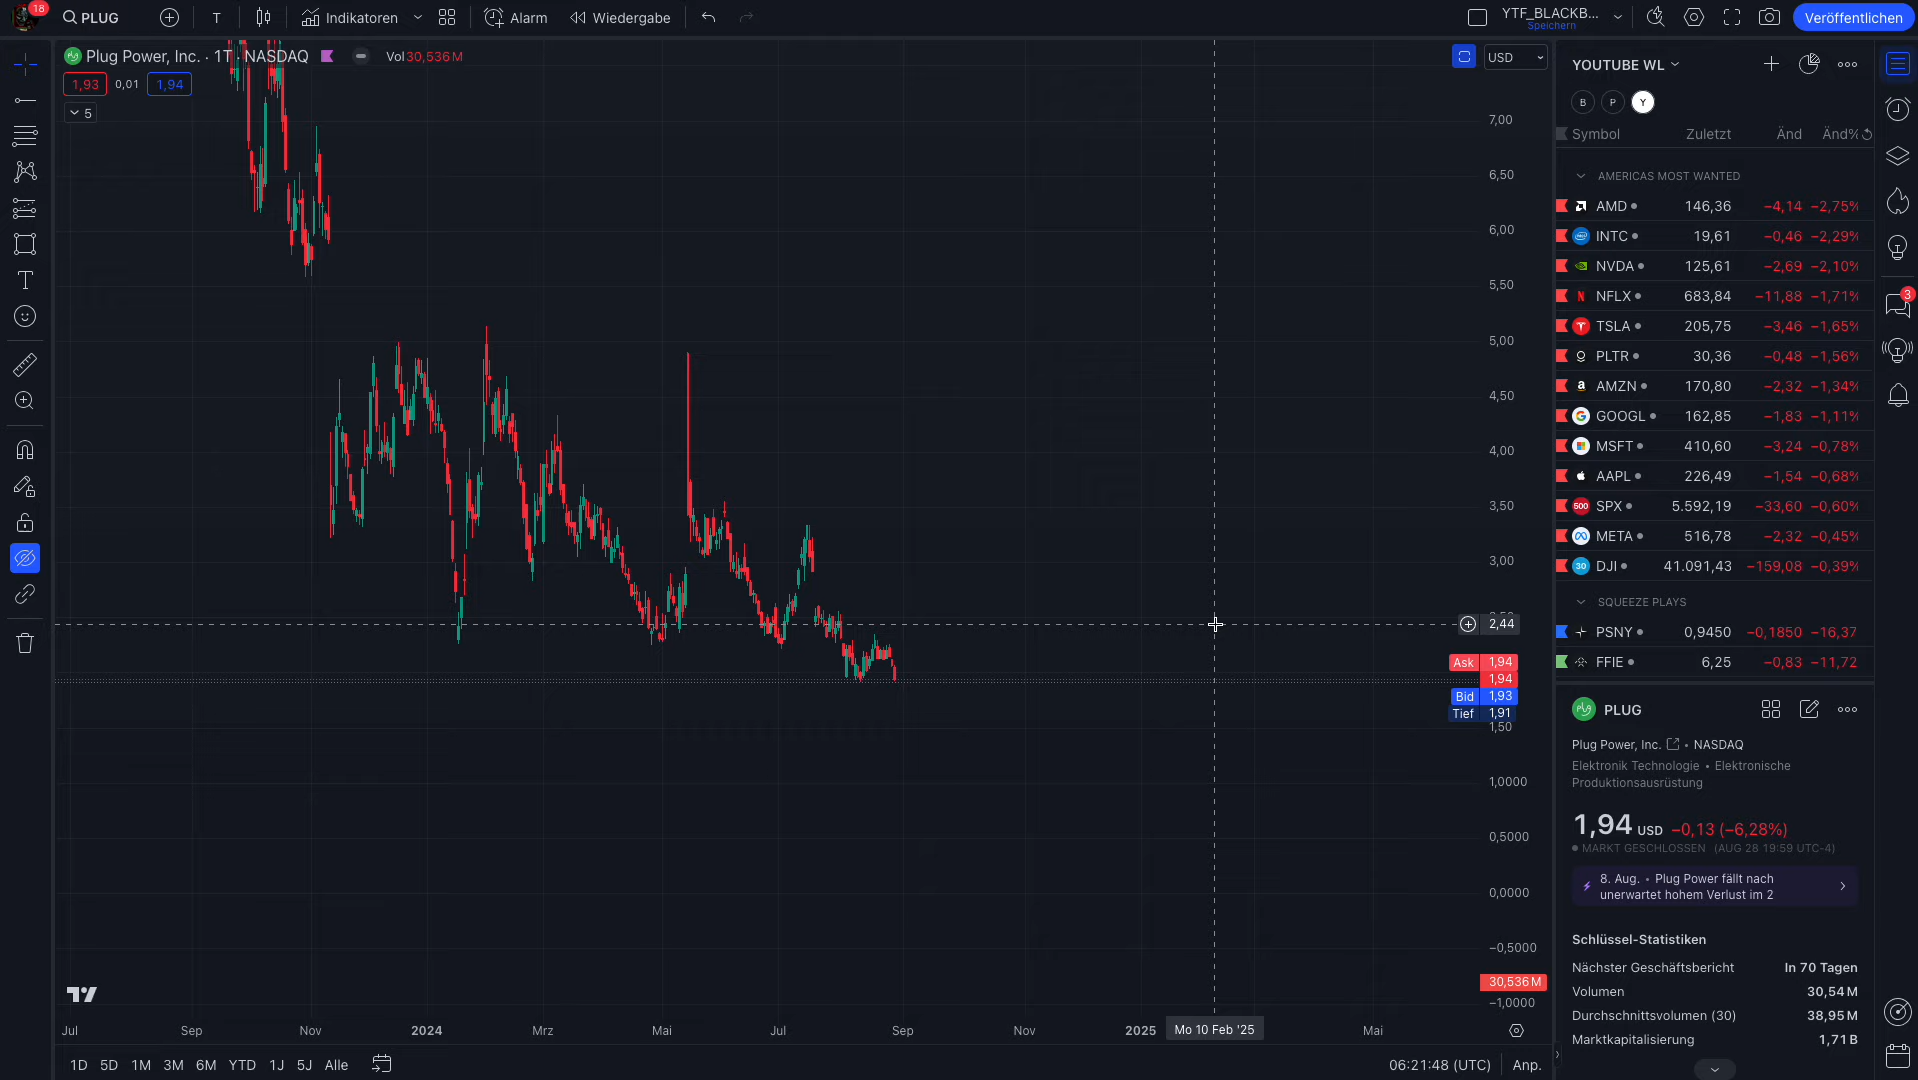 18
PLUG
T
Indikatoren
Alarm
Wiedergabe
YTF_BLACKB...
Speichern
Veröffentlichen
Plug Power, Inc. · 1T · NASDAQ
Vol 30,536 M
1,93
0,01
1,94
5
USD
7,00
6,50
6,00
5,50
5,00
4,50
4,00
3,50
3,00
2,50
2,44
Ask 1,94
1,94
Bid 1,93
Tief 1,91
1,50
1,0000
0,5000
0,0000
−0,5000
30,536 M
−1,0000
Jul
Sep
Nov
2024
Mrz
Mai
Jul
Sep
Nov
2025
Mo 10 Feb '25
Mai
1D
5D
1M
3M
6M
YTD
1J
5J
Alle
06:21:48 (UTC)
Anp.
YOUTUBE WL
B
P
Y
Symbol Zuletzt Änd Änd%
AMERICAS MOST WANTED
AMD 146,36 −4,14 −2,75%
INTC 19,61 −0,46 −2,29%
NVDA 125,61 −2,69 −2,10%
NFLX 683,84 −11,88 −1,71%
TSLA 205,75 −3,46 −1,65%
PLTR 30,36 −0,48 −1,56%
AMZN 170,80 −2,32 −1,34%
GOOGL 162,85 −1,83 −1,11%
MSFT 410,60 −3,24 −0,78%
AAPL 226,49 −1,54 −0,68%
SPX 5.592,19 −33,60 −0,60%
META 516,78 −2,32 −0,45%
DJI 41.091,43 −159,08 −0,39%
SQUEEZE PLAYS
PSNY 0,9450 −0,1850 −16,37
FFIE 6,25 −0,83 −11,72
3
PLUG
Plug Power, Inc. • NASDAQ
Elektronik Technologie • Elektronische
Produktionsausrüstung
1,94 USD −0,13 (−6,28%)
MARKT GESCHLOSSEN (AUG 28 19:59 UTC-4)
8. Aug. • Plug Power fällt nach
unerwartet hohem Verlust im 2
Schlüssel-Statistiken
Nächster Geschäftsbericht In 70 Tagen
Volumen 30,54 M
Durchschnittsvolumen (30) 38,95 M
Marktkapitalisierung 1,71 B